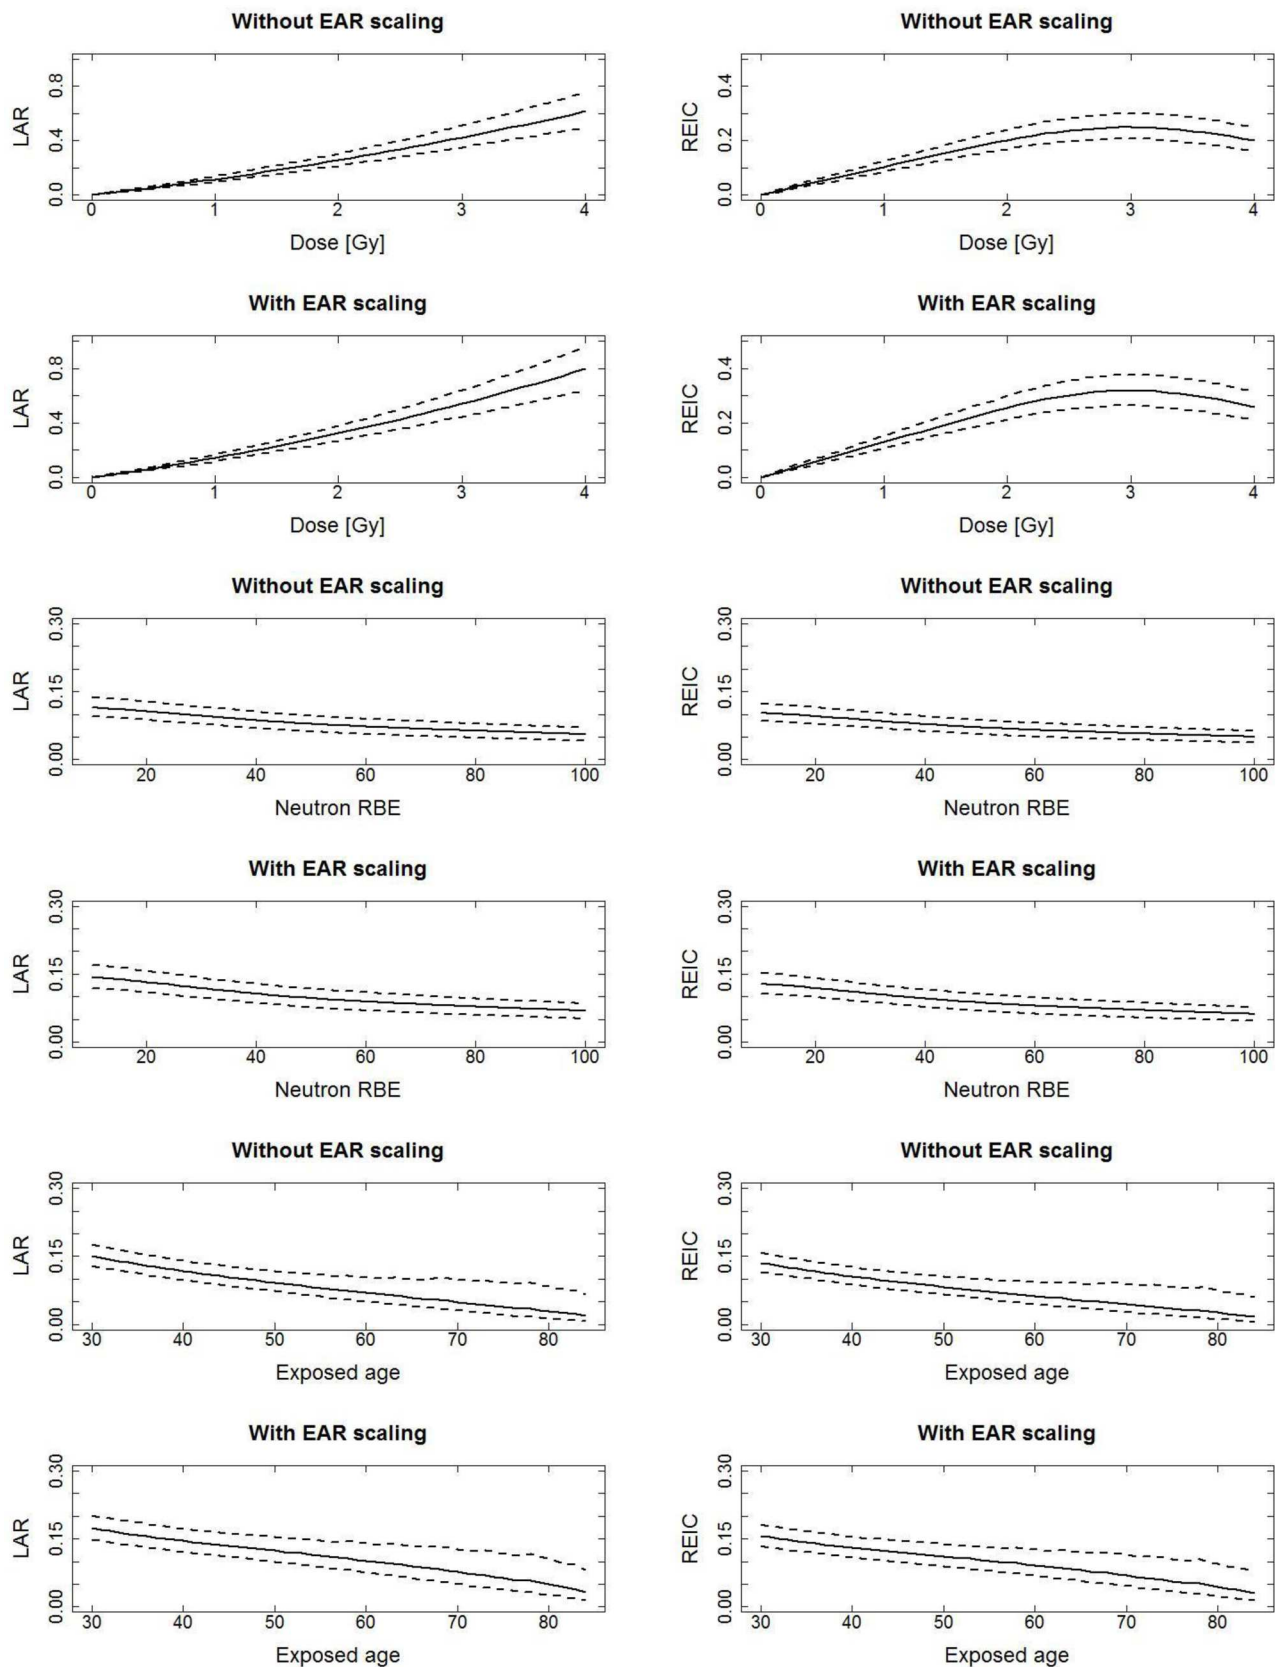 Without EAR scaling
LAR
0.0 0.4 0.8
0 1 2 3 4
Dose [Gy]
Without EAR scaling
REIC
0.0 0.2 0.4
0 1 2 3 4
Dose [Gy]
With EAR scaling
LAR
0.0 0.4 0.8
0 1 2 3 4
Dose [Gy]
With EAR scaling
REIC
0.0 0.2 0.4
0 1 2 3 4
Dose [Gy]
Without EAR scaling
LAR
0.00 0.15 0.30
20 40 60 80 100
Neutron RBE
Without EAR scaling
REIC
0.00 0.15 0.30
20 40 60 80 100
Neutron RBE
With EAR scaling
LAR
0.00 0.15 0.30
20 40 60 80 100
Neutron RBE
With EAR scaling
REIC
0.00 0.15 0.30
20 40 60 80 100
Neutron RBE
Without EAR scaling
LAR
0.00 0.15 0.30
30 40 50 60 70 80
Exposed age
Without EAR scaling
REIC
0.00 0.15 0.30
30 40 50 60 70 80
Exposed age
With EAR scaling
LAR
0.00 0.15 0.30
30 40 50 60 70 80
Exposed age
With EAR scaling
REIC
0.00 0.15 0.30
30 40 50 60 70 80
Exposed age